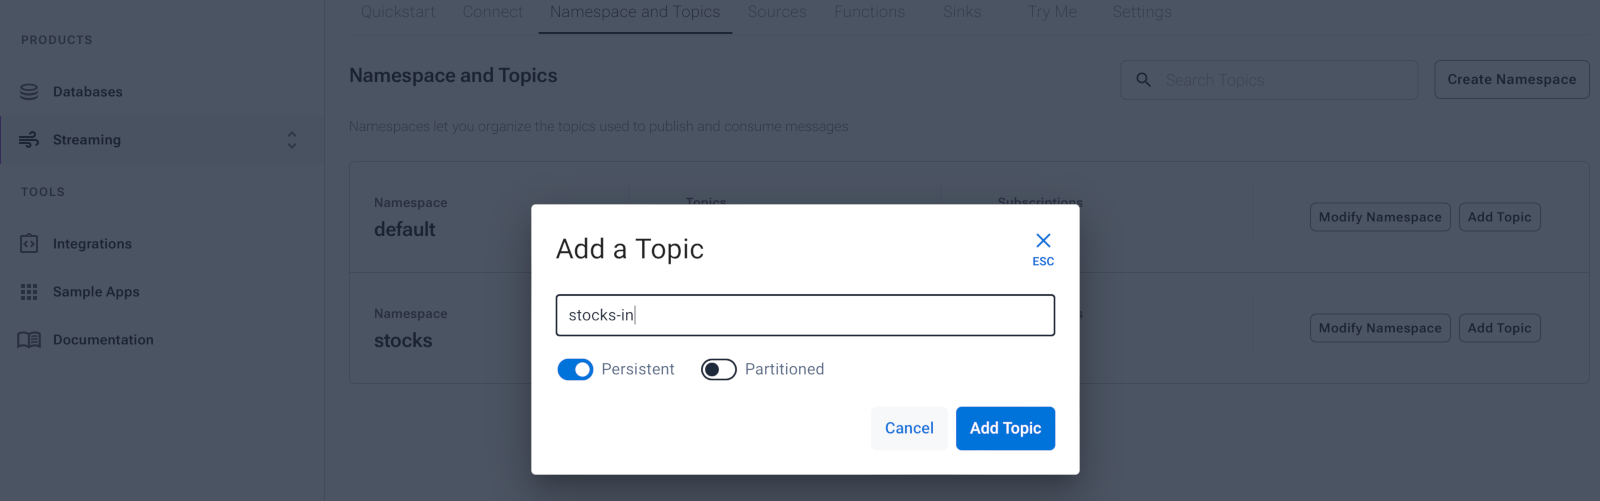 Quickstart Connect Namespace and Topics Sources Functions Sinks Try Me Settings
PRODUCTS
Databases
Streaming
TOOLS
Integrations
Sample Apps
Documentation
Namespace and Topics
Search Topics
Create Namespace
Namespaces let you organize the topics used to publish and consume messages
Namespace Topics Subscriptions
default
Modify Namespace Add Topic
Namespace
stocks
Modify Namespace Add Topic
Add a Topic
ESC
stocks-in
Persistent Partitioned
Cancel Add Topic